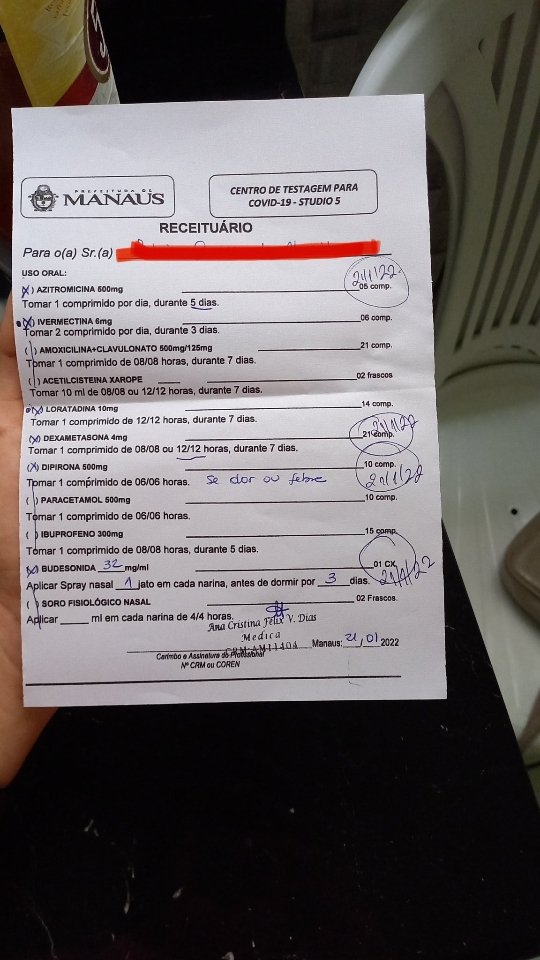 PREFEITURA DE
MANAUS
CENTRO DE TESTAGEM PARA
COVID-19 - STUDIO 5
RECEITUÁRIO
Para o(a) Sr.(a)
USO ORAL:
21/1/22
(X) AZITROMICINA 500mg 05 comp.
Tomar 1 comprimido por dia, durante 5 dias.
(X) IVERMECTINA 6mg 06 comp.
Tomar 2 comprimido por dia, durante 3 dias.
( ) AMOXICILINA+CLAVULONATO 500mg/125mg 21 comp.
Tomar 1 comprimido de 08/08 horas, durante 7 dias.
( ) ACETILCISTEINA XAROPE 02 frascos
Tomar 10 ml de 08/08 ou 12/12 horas, durante 7 dias.
(X) LORATADINA 10mg 14 comp.
Tomar 1 comprimido de 12/12 horas, durante 7 dias.
21/1/22
(X) DEXAMETASONA 4mg 21 comp.
Tomar 1 comprimido de 08/08 ou 12/12 horas, durante 7 dias.
(X) DIPIRONA 500mg 10 comp.
Tomar 1 comprimido de 06/06 horas. Se dor ou febre 21/1/22
( ) PARACETAMOL 500mg 10 comp.
Tomar 1 comprimido de 06/06 horas.
( ) IBUPROFENO 300mg 15 comp.
Tomar 1 comprimido de 08/08 horas, durante 5 dias.
(X) BUDESONIDA 32 mg/ml 01 CX.
Aplicar Spray nasal 1 jato em cada narina, antes de dormir por 3 dias. 21/1/22
( ) SORO FISIOLÓGICO NASAL 02 Frascos.
Aplicar ml em cada narina de 4/4 horas.
Ana Cristina Felix V. Dias
Medica
CRM-AM11404
Manaus: 21, 01 2022
Carimbo e Assinatura do Profissional
Nº CRM ou COREN